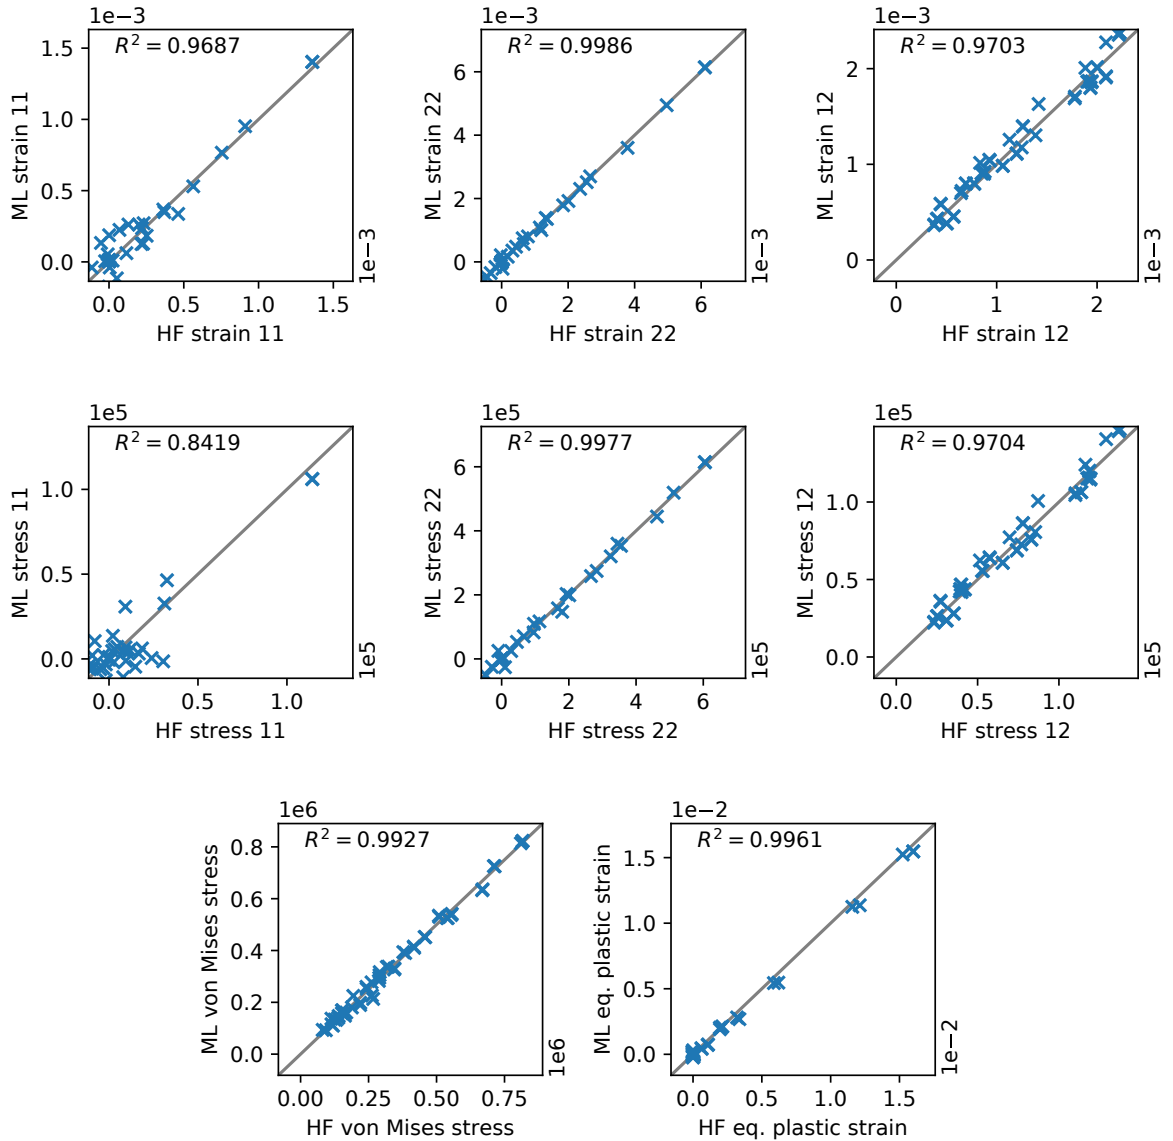 1e−3
R² = 0.9687
ML strain 11
1.5
1.0
0.5
0.0
0.0 0.5 1.0 1.5
1e−3
HF strain 11
1e−3
R² = 0.9986
ML strain 22
6
4
2
0
0 2 4 6
1e−3
HF strain 22
1e−3
R² = 0.9703
ML strain 12
2
1
0
0 1 2
1e−3
HF strain 12
1e5
R² = 0.8419
ML stress 11
1.0
0.5
0.0
0.0 0.5 1.0
1e5
HF stress 11
1e5
R² = 0.9977
ML stress 22
6
4
2
0
0 2 4 6
1e5
HF stress 22
1e5
R² = 0.9704
ML stress 12
1.0
0.5
0.0
0.0 0.5 1.0
1e5
HF stress 12
1e6
R² = 0.9927
ML von Mises stress
0.8
0.6
0.4
0.2
0.0
0.00 0.25 0.50 0.75
1e6
HF von Mises stress
1e−2
R² = 0.9961
ML eq. plastic strain
1.5
1.0
0.5
0.0
0.0 0.5 1.0 1.5
1e−2
HF eq. plastic strain